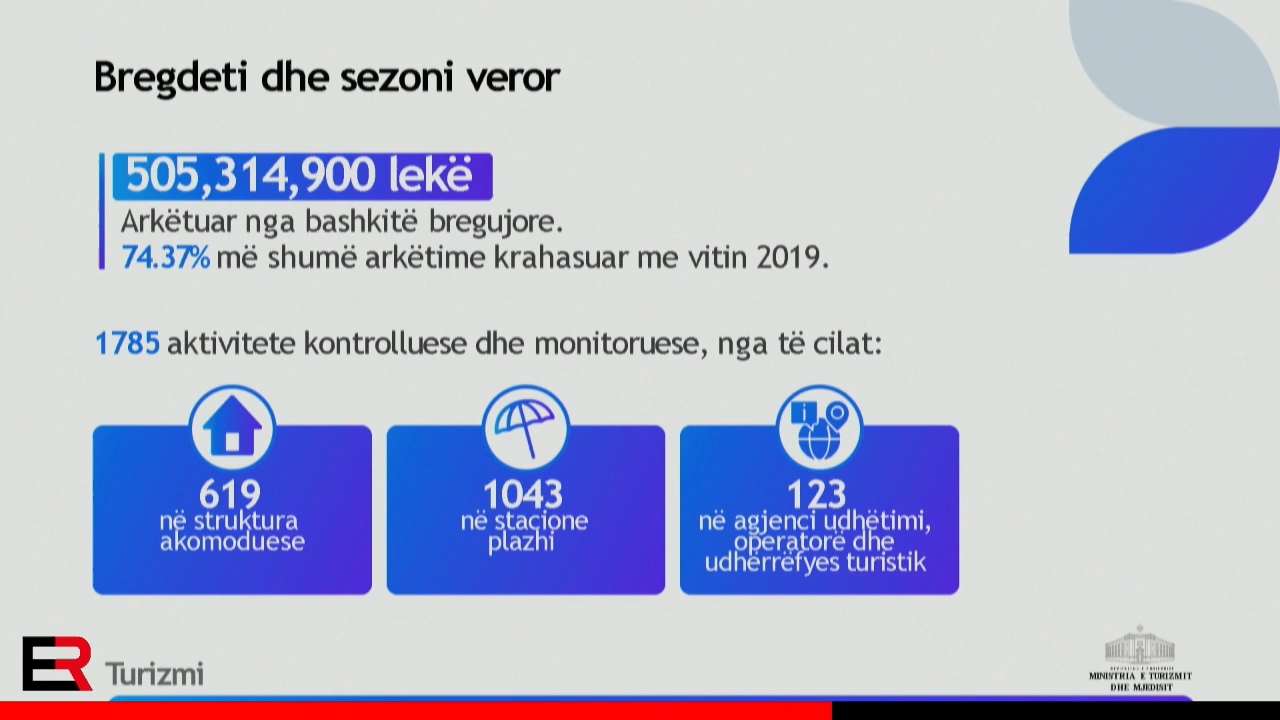 Bregdeti dhe sezoni veror
505,314,900 lekë
Arkëtuar nga bashkitë bregujore.
74.37% më shumë arkëtime krahasuar me vitin 2019.
1785 aktivitete kontrolluese dhe monitoruese, nga të cilat:
619
në struktura
akomoduese
1043
në stacione
plazhi
123
në agjenci udhëtimi,
operatorë dhe
udhërrëfyes turistik
ER
Turizmi
MINISTRIA E TURIZMIT
DHE MJEDISIT